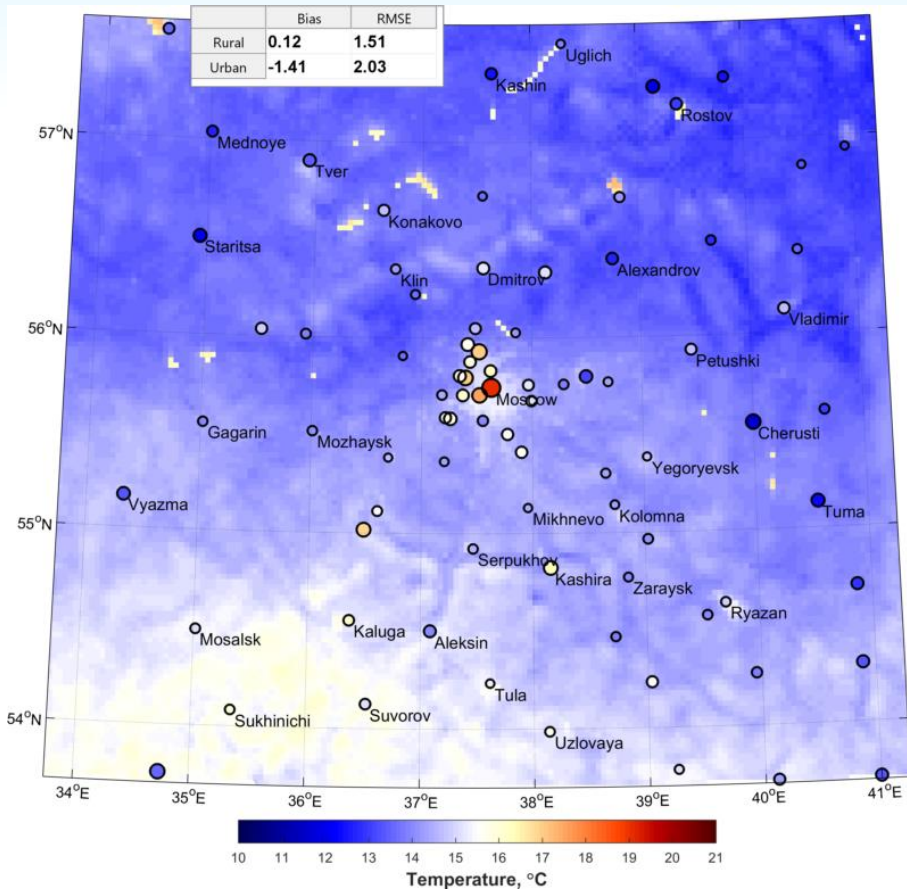 Bias RMSE
Rural 0.12 1.51
Urban -1.41 2.03
Uglich
Kashin
Rostov
57°N
Mednoye
Tver
Konakovo
Staritsa
Klin
Dmitrov
Alexandrov
56°N
Vladimir
Petushki
Moscow
Gagarin
Mozhaysk
Cherusti
Yegoryevsk
Vyazma
Mikhnevo
Kolomna
Tuma
55°N
Serpukhov
Kashira
Zaraysk
Ryazan
Mosalsk
Kaluga
Aleksin
Tula
Sukhinichi
Suvorov
54°N
Uzlovaya
34°E 35°E 36°E 37°E 38°E 39°E 40°E 41°E
10 11 12 13 14 15 16 17 18 19 20 21
Temperature, °C